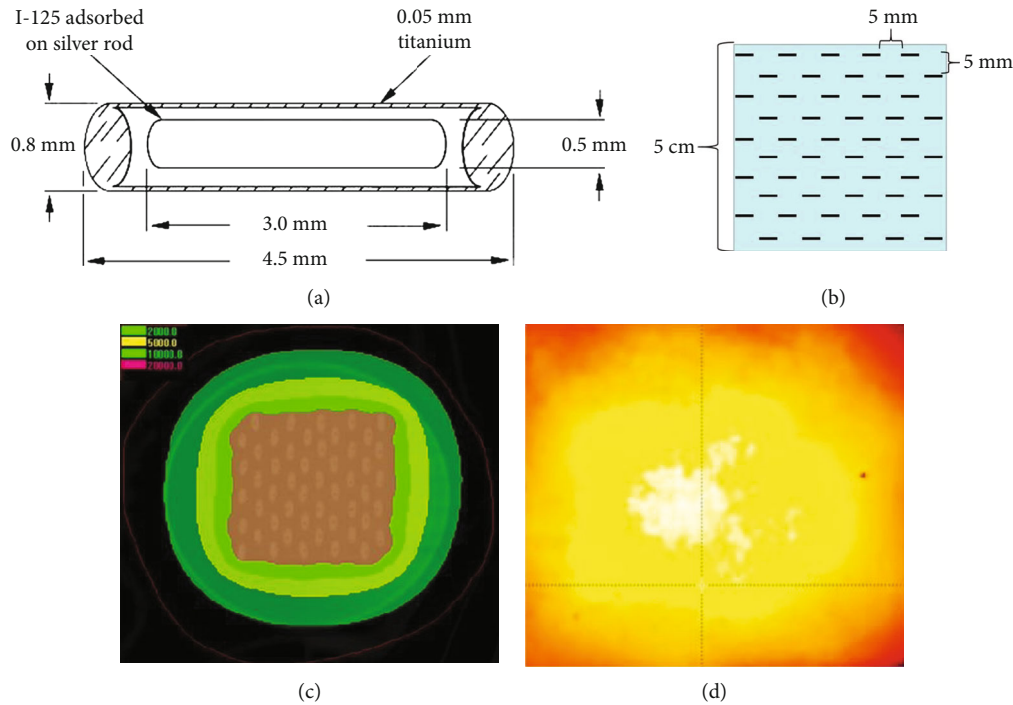 I-125 adsorbed
on silver rod
0.05 mm
titanium
0.8 mm
0.5 mm
3.0 mm
4.5 mm
(a)
5 mm
5 mm
5 cm
(b)
2000.0
5000.0
10000.0
20000.0
(c)
(d)